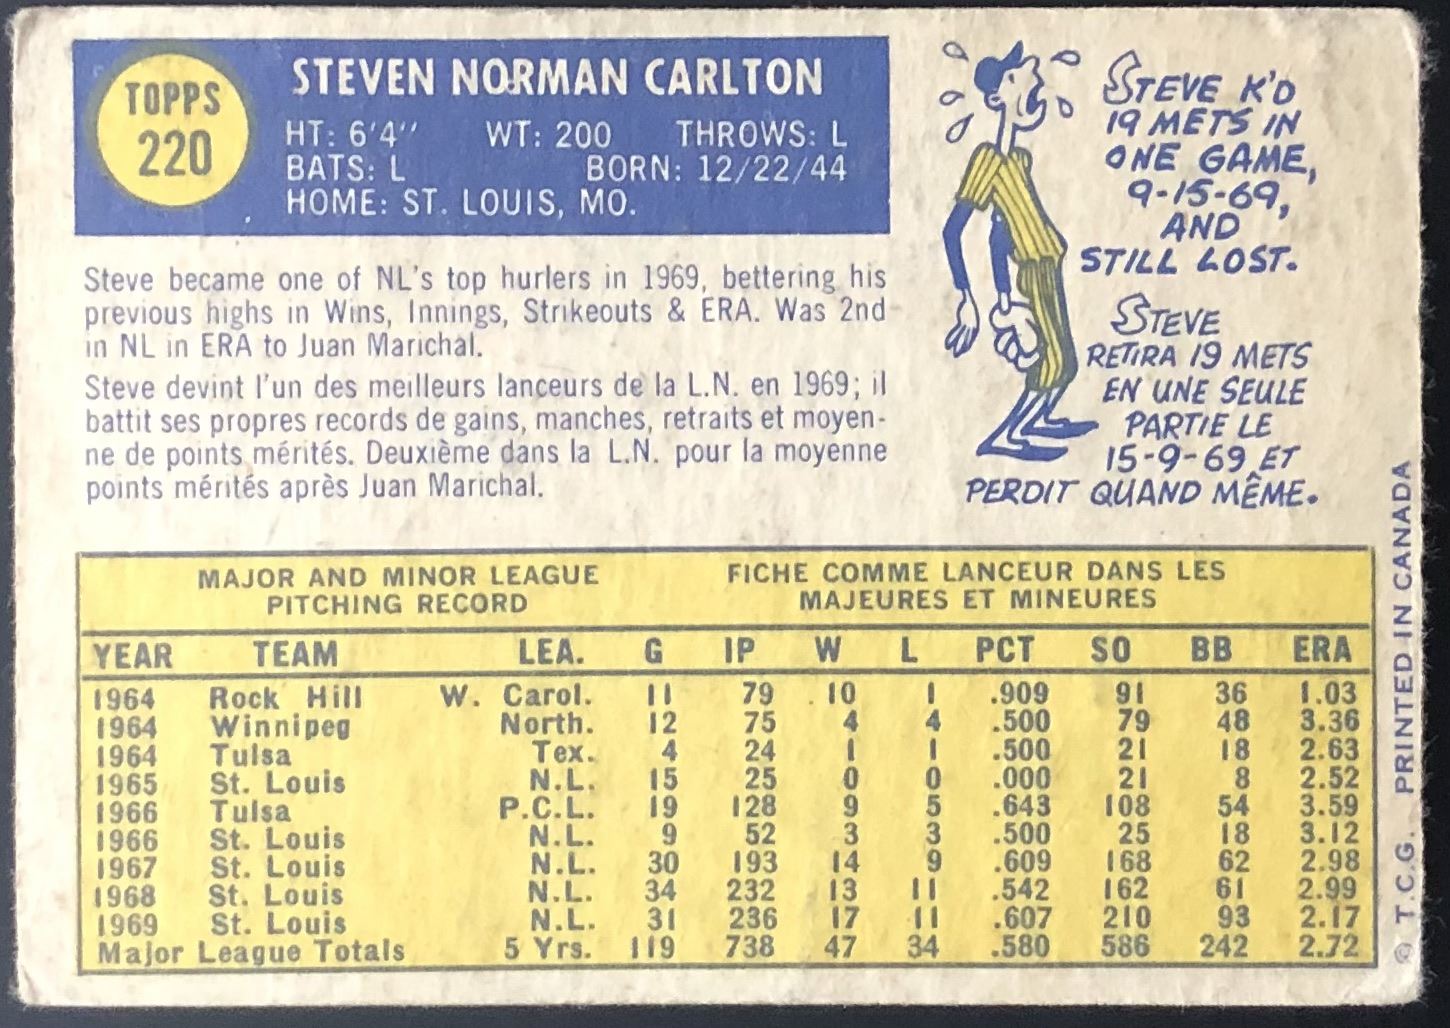 TOPPS
220
STEVEN NORMAN CARLTON
HT: 6'4" WT: 200 THROWS: L
BATS: L BORN: 12/22/44
HOME: ST. LOUIS, MO.
Steve became one of NL's top hurlers in 1969, bettering his
previous highs in Wins, Innings, Strikeouts & ERA. Was 2nd
in NL in ERA to Juan Marichal.
Steve devint l'un des meilleurs lanceurs de la L.N. en 1969; il
battit ses propres records de gains, manches, retraits et moyen-
ne de points mérités. Deuxième dans la L.N. pour la moyenne
points mérités après Juan Marichal.
STEVE K'D
19 METS IN
ONE GAME,
9-15-69,
AND
STILL LOST.
STEVE
RETIRA 19 METS
EN UNE SEULE
PARTIE LE
15-9-69 ET
PERDIT QUAND MÊME.
MAJOR AND MINOR LEAGUE
PITCHING RECORD
FICHE COMME LANCEUR DANS LES
MAJEURES ET MINEURES
YEAR TEAM LEA. G IP W L PCT SO BB ERA
1964 Rock Hill W. Carol. 11 79 10 1 .909 91 36 1.03
1964 Winnipeg North. 12 75 4 4 .500 79 48 3.36
1964 Tulsa Tex. 4 24 1 1 .500 21 18 2.63
1965 St. Louis N.L. 15 25 0 0 .000 21 8 2.52
1966 Tulsa P.C.L. 19 128 9 5 .643 108 54 3.59
1966 St. Louis N.L. 9 52 3 3 .500 25 18 3.12
1967 St. Louis N.L. 30 193 14 9 .609 168 62 2.98
1968 St. Louis N.L. 34 232 13 11 .542 162 61 2.99
1969 St. Louis N.L. 31 236 17 11 .607 210 93 2.17
Major League Totals 5 Yrs. 119 738 47 34 .580 586 242 2.72
© T.C.G. PRINTED IN CANADA